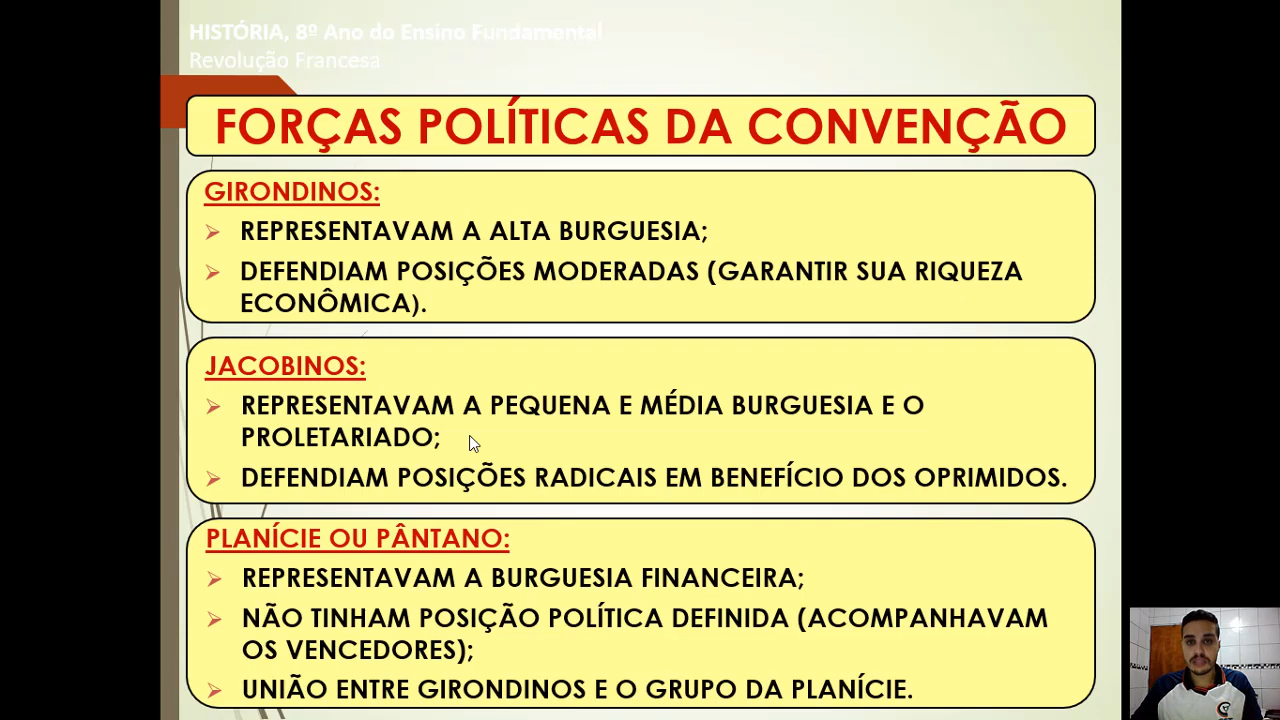 HISTÓRIA, 8º Ano do Ensino Fundamental
Revolução Francesa
FORÇAS POLÍTICAS DA CONVENÇÃO
GIRONDINOS:
REPRESENTAVAM A ALTA BURGUESIA;
DEFENDIAM POSIÇÕES MODERADAS (GARANTIR SUA RIQUEZA
ECONÔMICA).
JACOBINOS:
REPRESENTAVAM A PEQUENA E MÉDIA BURGUESIA E O
PROLETARIADO;
DEFENDIAM POSIÇÕES RADICAIS EM BENEFÍCIO DOS OPRIMIDOS.
PLANÍCIE OU PÂNTANO:
REPRESENTAVAM A BURGUESIA FINANCEIRA;
NÃO TINHAM POSIÇÃO POLÍTICA DEFINIDA (ACOMPANHAVAM
OS VENCEDORES);
UNIÃO ENTRE GIRONDINOS E O GRUPO DA PLANÍCIE.